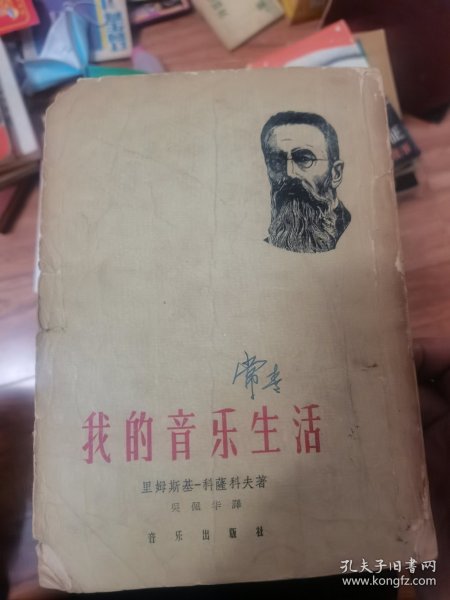 常青
我的音乐生活
里姆斯基-科薩科夫著
吳佩华譯
音乐出版社
孔夫子旧书网
www.kongfz.com